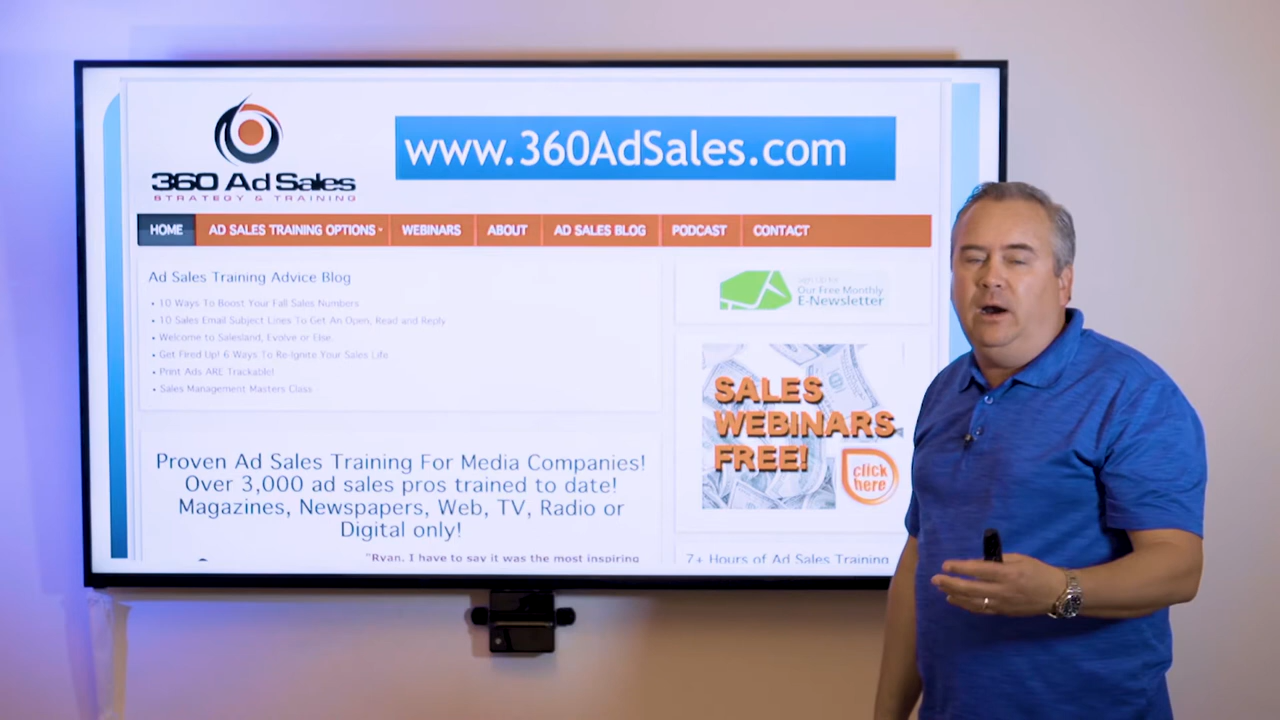 www.360AdSales.com
360 Ad Sales
STRATEGY & TRAINING
HOME AD SALES TRAINING OPTIONS WEBINARS ABOUT AD SALES BLOG PODCAST CONTACT
Ad Sales Training Advice Blog
• 10 Ways To Boost Your Fall Sales Numbers
• 10 Sales Email Subject Lines To Get An Open, Read and Reply
• Welcome to Salesland, Evolve or Else.
• Get Fired Up! 6 Ways To Re-Ignite Your Sales Life
• Print Ads ARE Trackable!
• Sales Management Masters Class
Our Free Monthly
E-Newsletter
SALES
WEBINARS
FREE!
click
here
Proven Ad Sales Training For Media Companies!
Over 3,000 ad sales pros trained to date!
Magazines, Newspapers, Web, TV, Radio or
Digital only!
"Ryan, I have to say it was the most inspiring
7+ Hours of Ad Sales Training